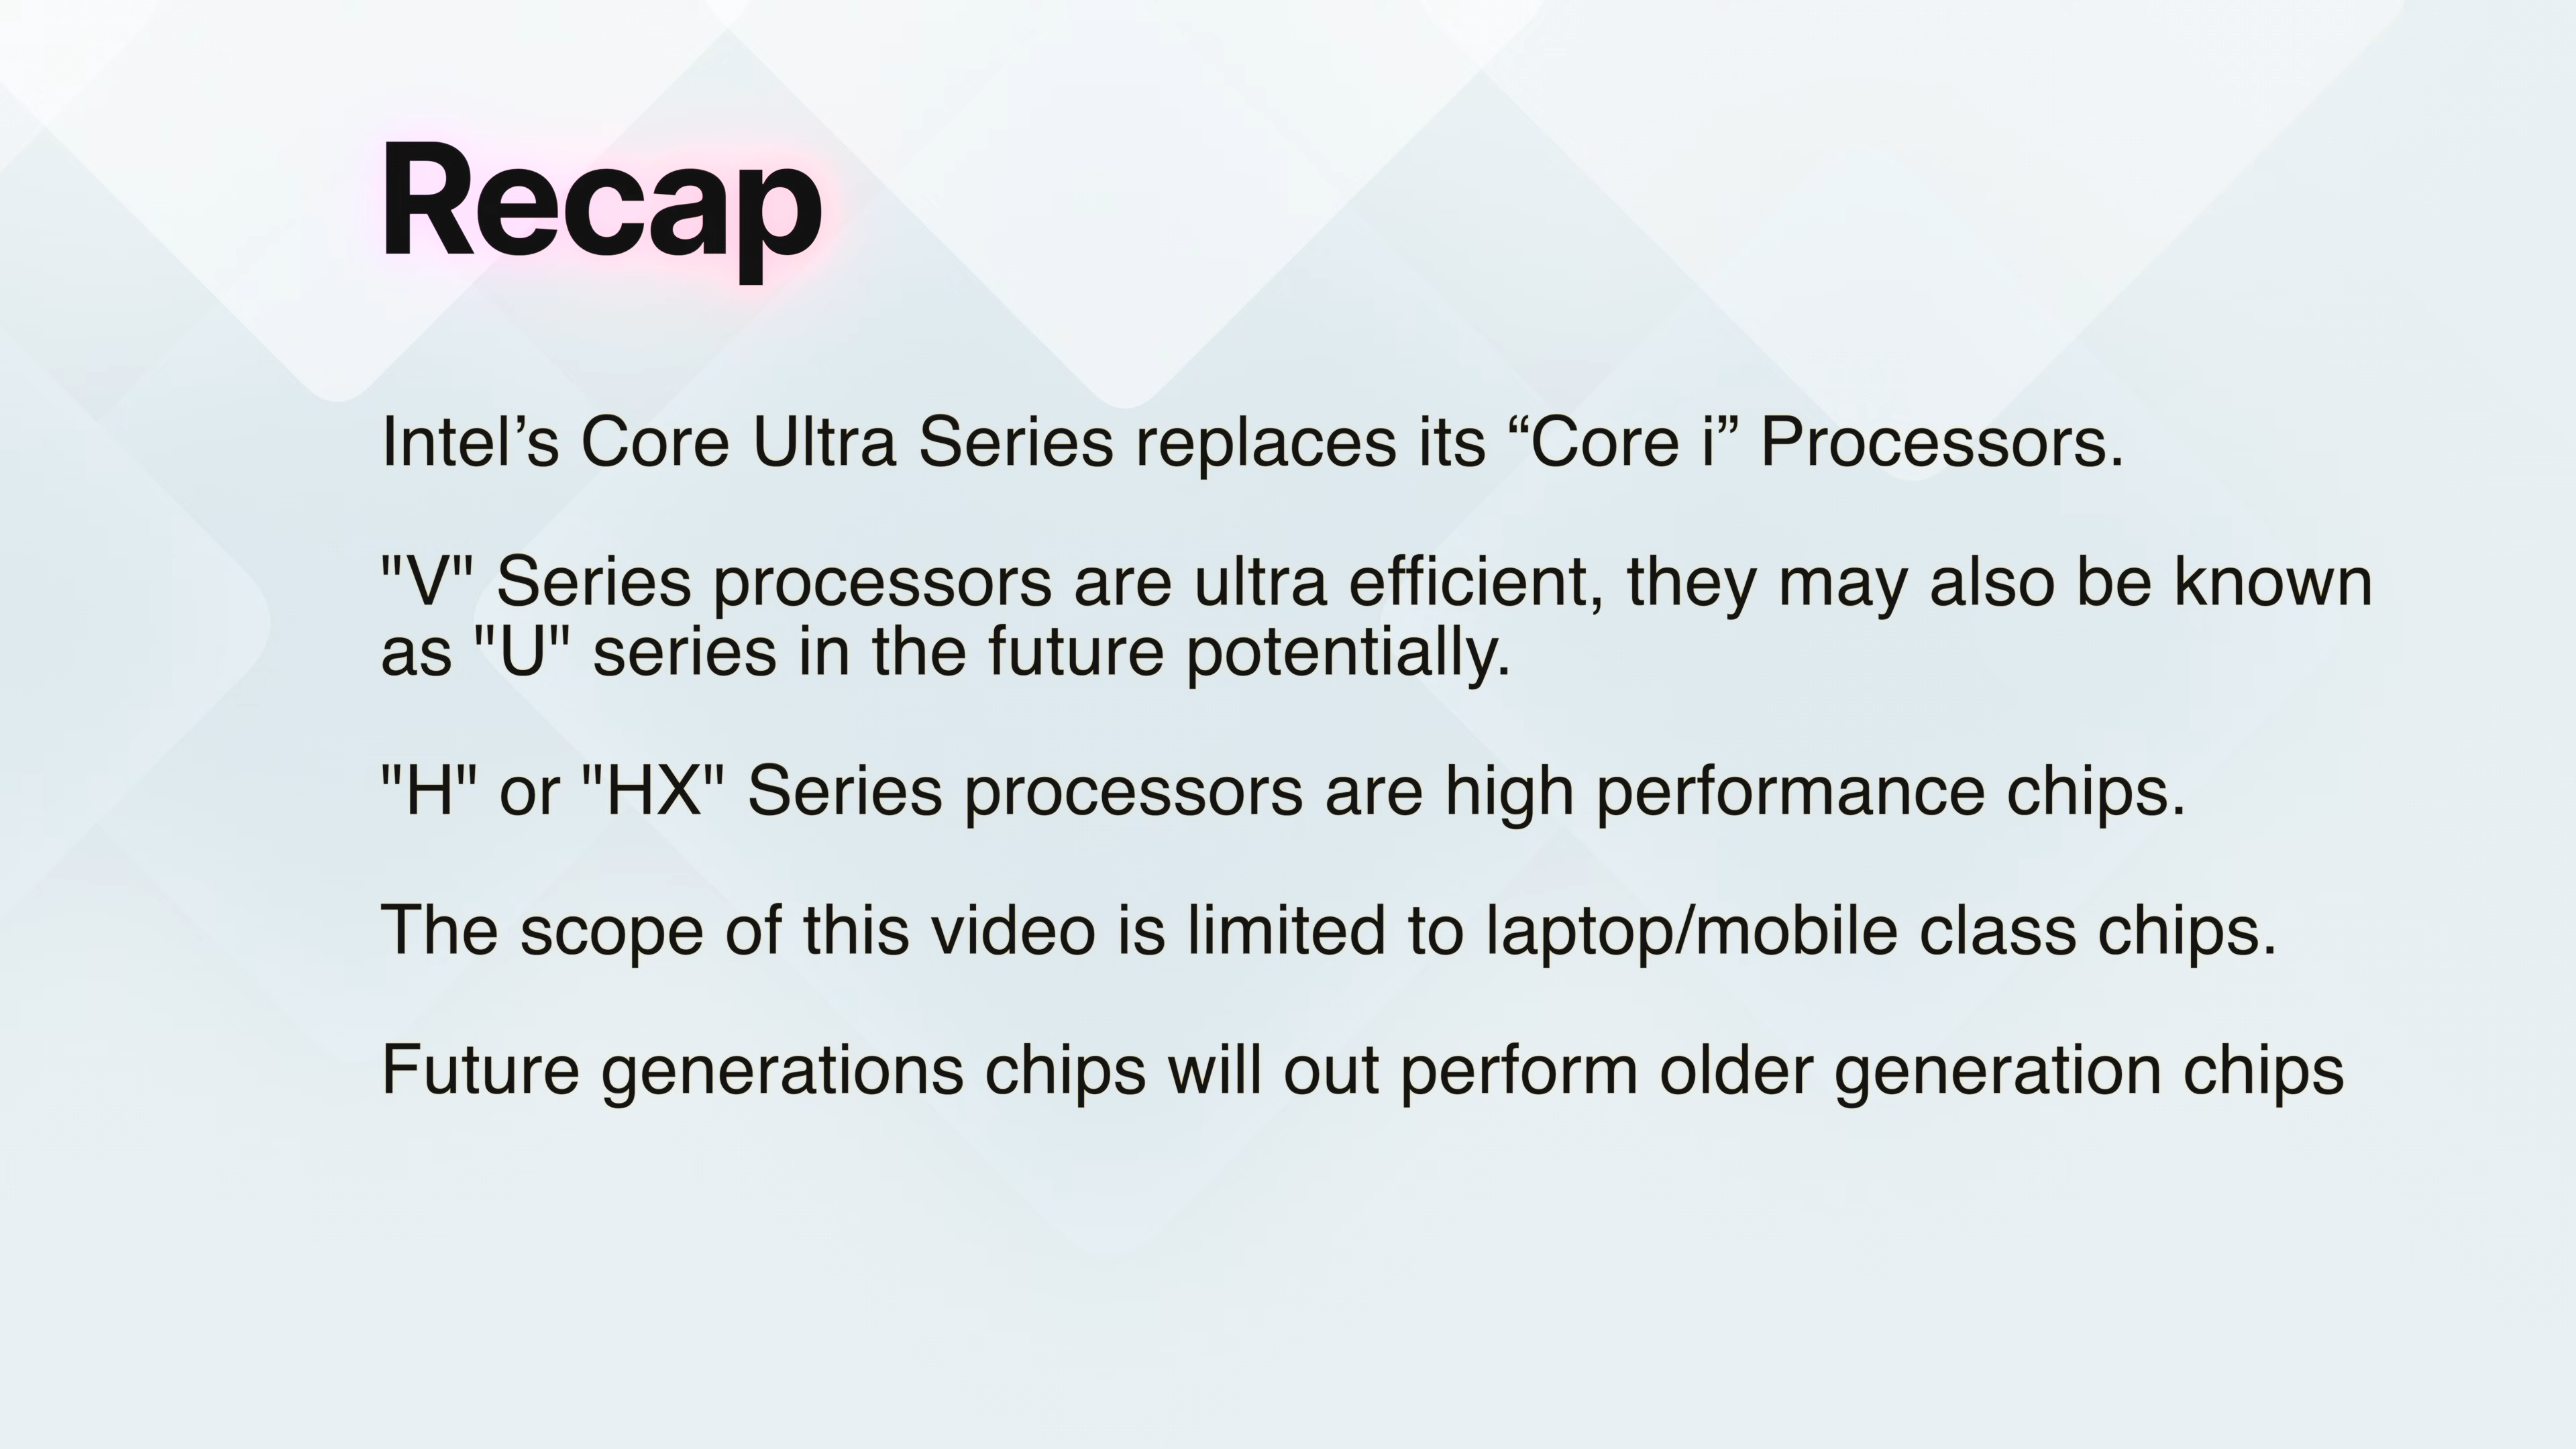 Recap
Intel’s Core Ultra Series replaces its “Core i” Processors.
"V" Series processors are ultra efficient, they may also be known
as "U" series in the future potentially.
"H" or "HX" Series processors are high performance chips.
The scope of this video is limited to laptop/mobile class chips.
Future generations chips will out perform older generation chips